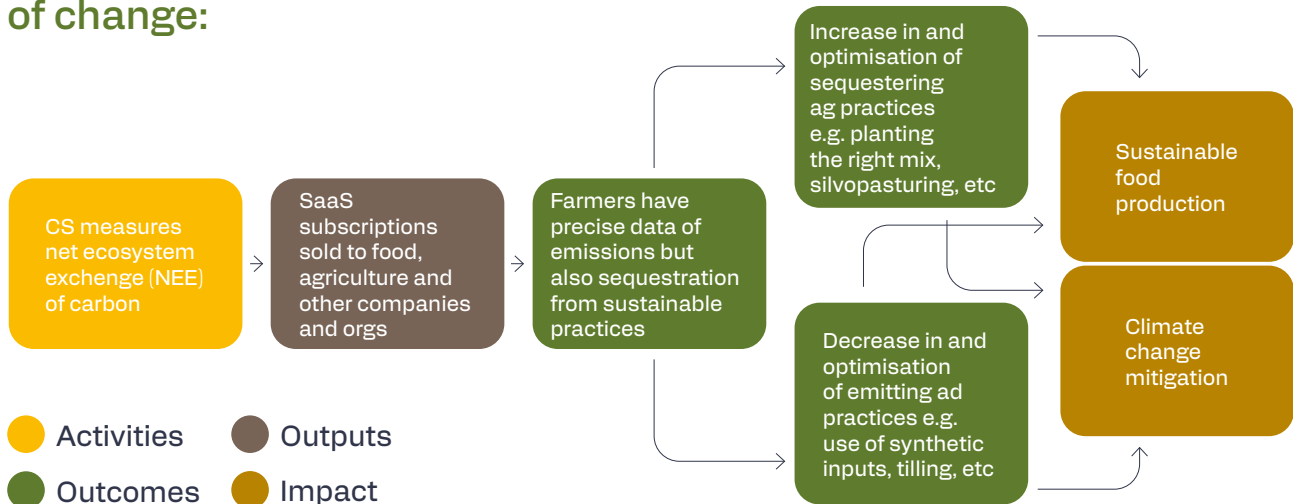 of change:
CS measures
net ecosystem
exchenge (NEE)
of carbon
SaaS
subscriptions
sold to food,
agriculture and
other companies
and orgs
Farmers have
precise data of
emissions but
also sequestration
from sustainable
practices
Increase in and
optimisation of
sequestering
ag practices
e.g. planting
the right mix,
silvopasturing, etc
Decrease in and
optimisation
of emitting ad
practices e.g.
use of synthetic
inputs, tilling, etc
Sustainable
food
production
Climate
change
mitigation
Activities
Outputs
Outcomes
Impact